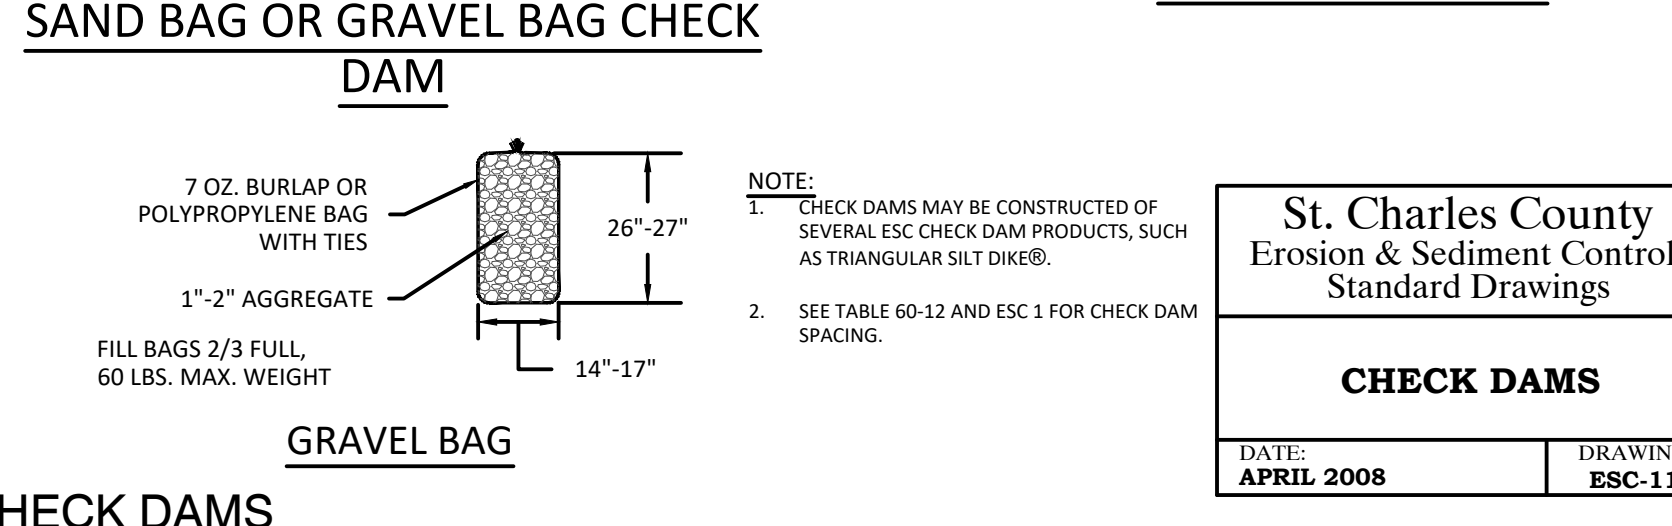 SAND BAG OR GRAVEL BAG CHECK
DAM
7 OZ. BURLAP OR
POLYPROPYLENE BAG
WITH TIES
1"-2" AGGREGATE
FILL BAGS 2/3 FULL,
60 LBS. MAX. WEIGHT
26"-27"
14"-17"
GRAVEL BAG
NOTE:
1. CHECK DAMS MAY BE CONSTRUCTED OF
SEVERAL ESC CHECK DAM PRODUCTS, SUCH
AS TRIANGULAR SILT DIKE®.
2. SEE TABLE 60-12 AND ESC 1 FOR CHECK DAM
SPACING.
St. Charles County
Erosion & Sediment Control
Standard Drawings
CHECK DAMS
DATE:
APRIL 2008
DRAWIN
ESC-11
HECK DAMS